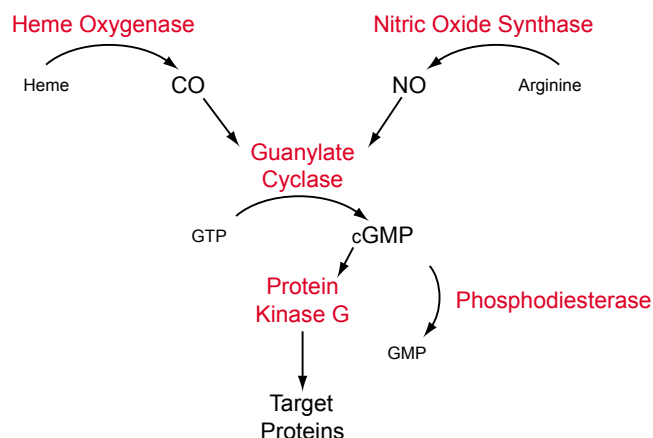 Heme Oxygenase
Nitric Oxide Synthase
Heme
CO
NO
Arginine
Guanylate
Cyclase
GTP
cGMP
Protein
Kinase G
Phosphodiesterase
GMP
Target
Proteins